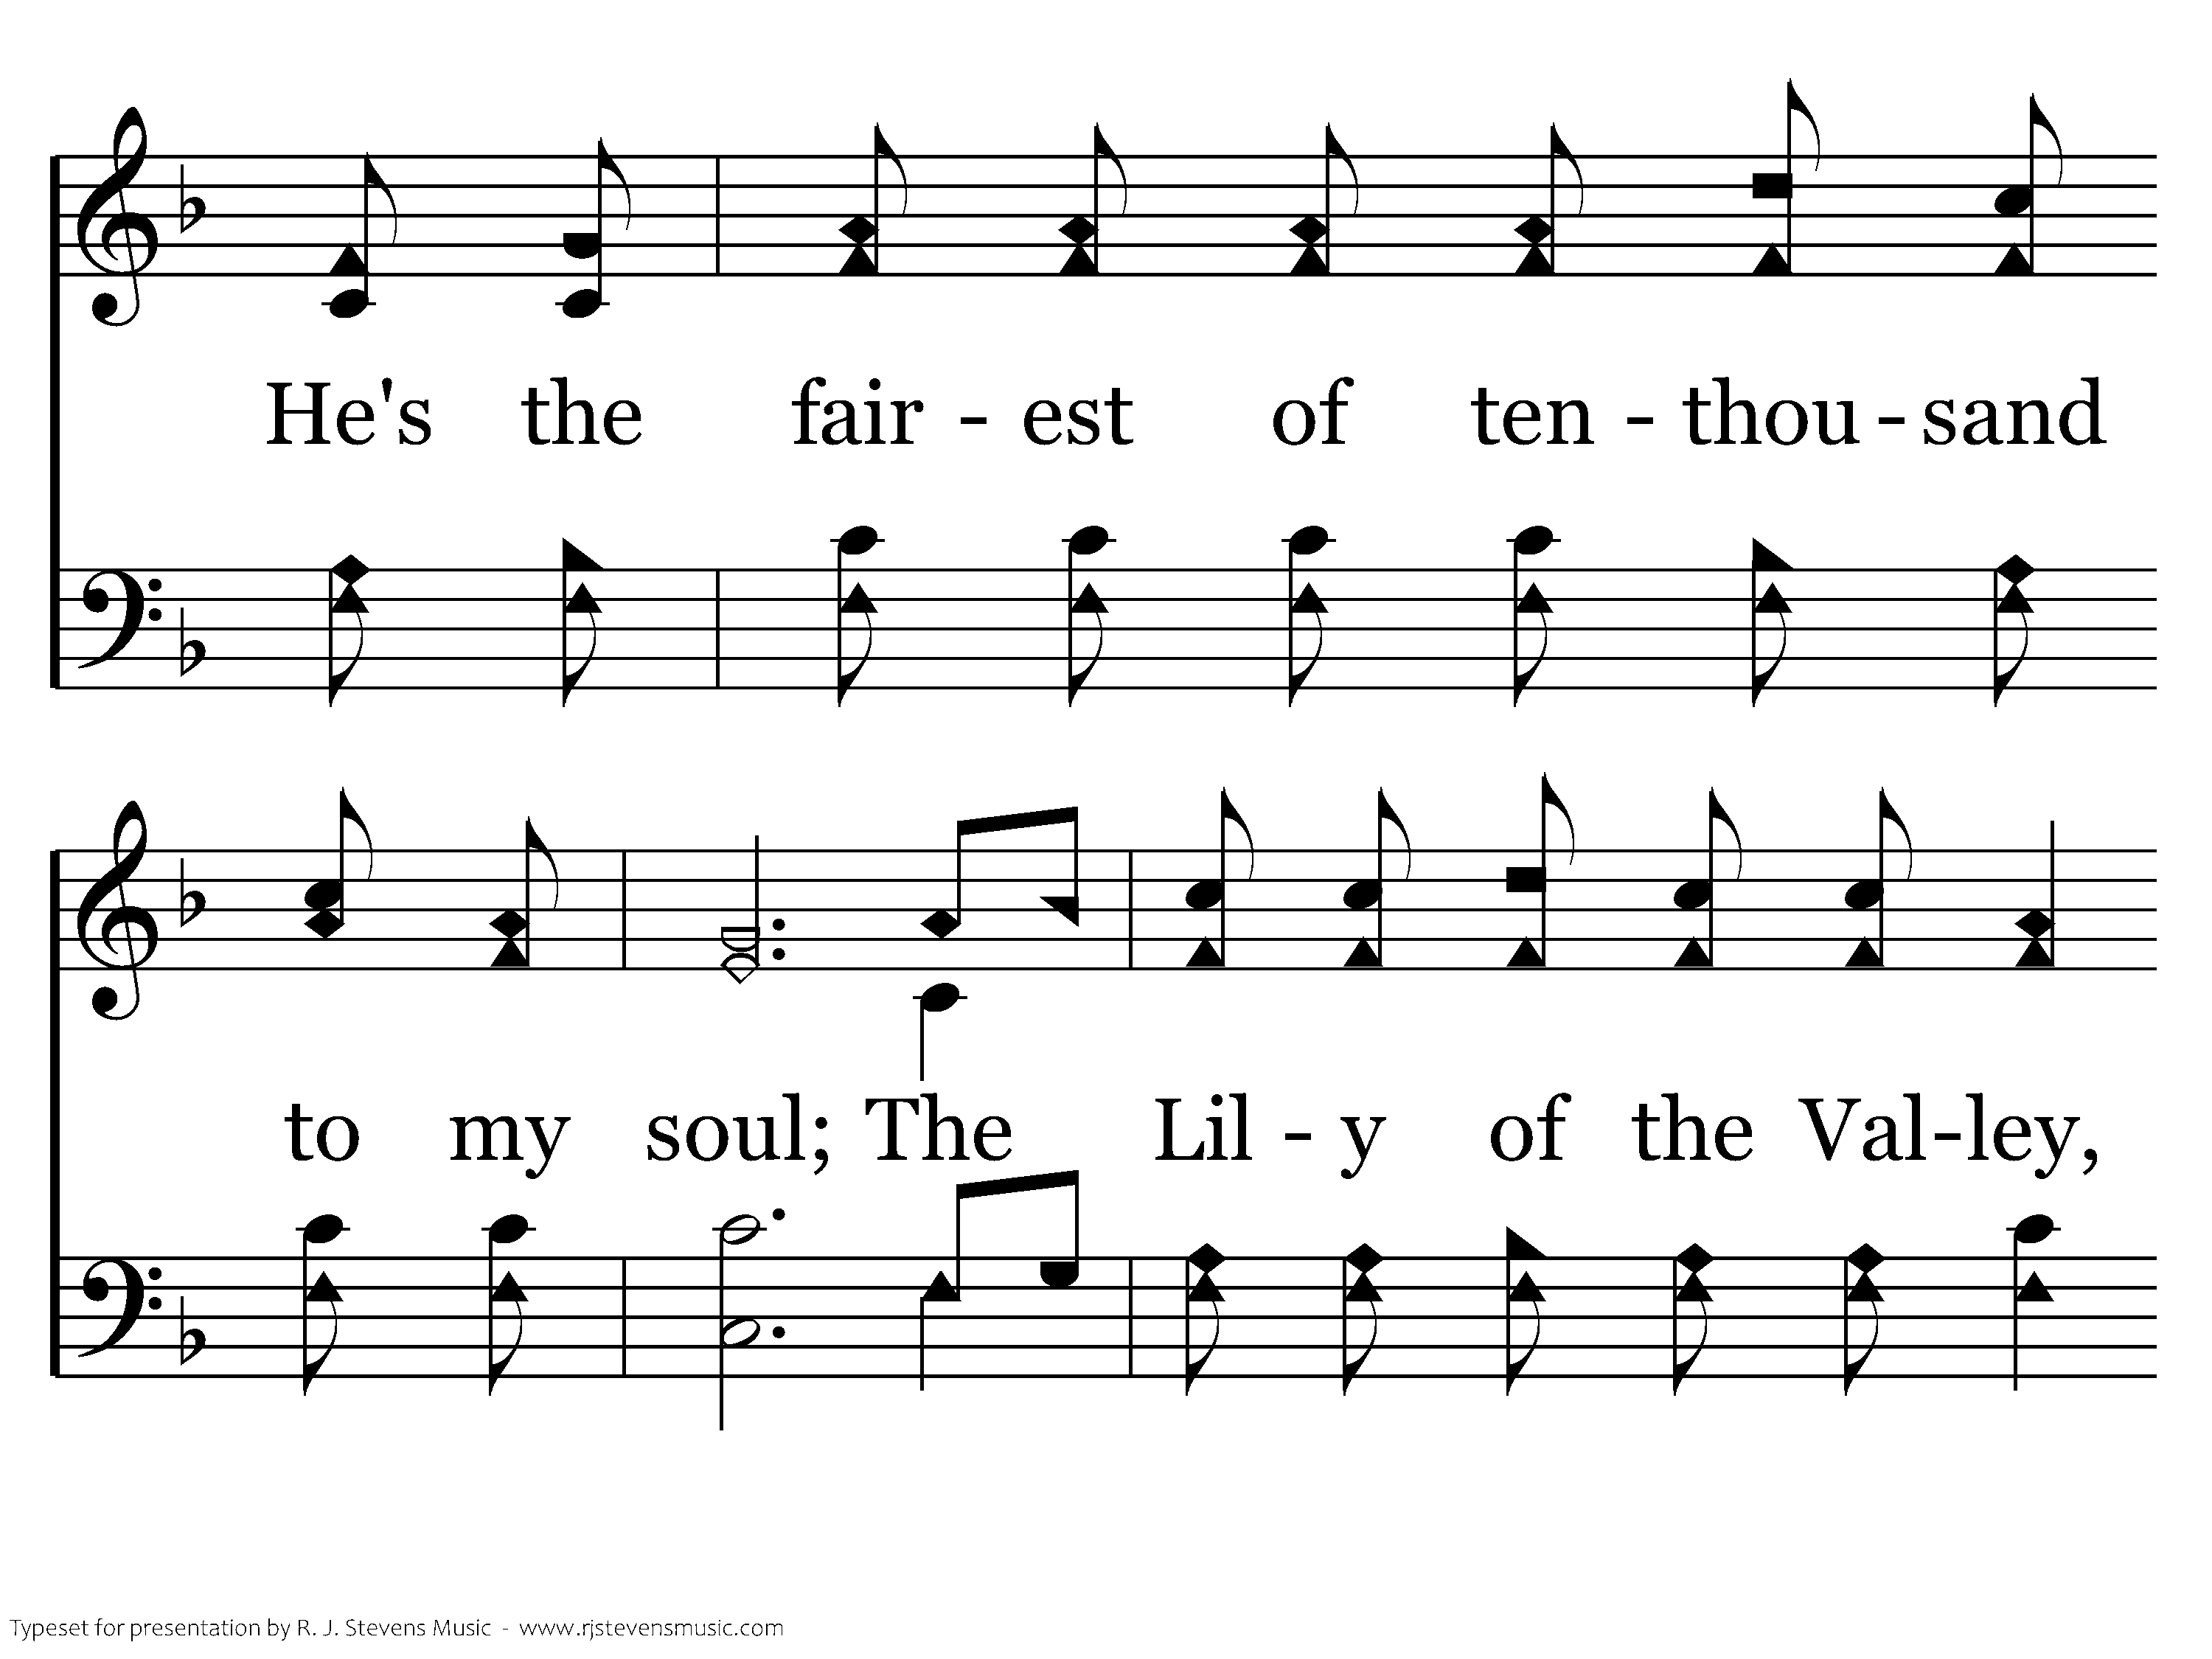 He's the fair - est of ten - thou - sand
to my soul; The Lil - y of the Val-ley,
Typeset for presentation by R. J. Stevens Music - www.rjstevensmusic.com